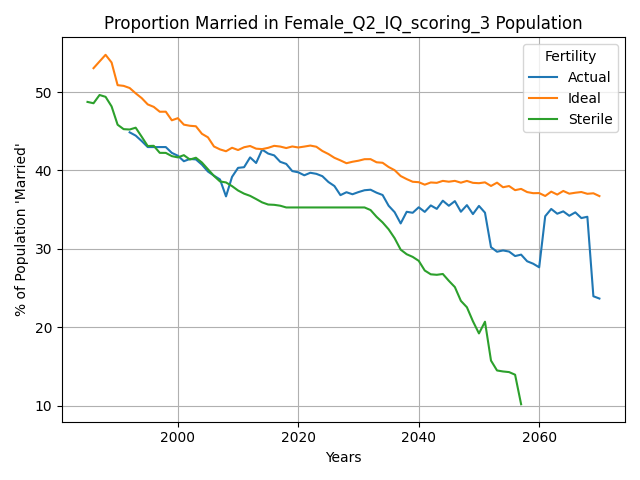 Proportion Married in Female_Q2_IQ_scoring_3 Population
Fertility
Actual
Ideal
Sterile
% of Population 'Married'
50
40
30
20
10
2000
2020
2040
2060
Years